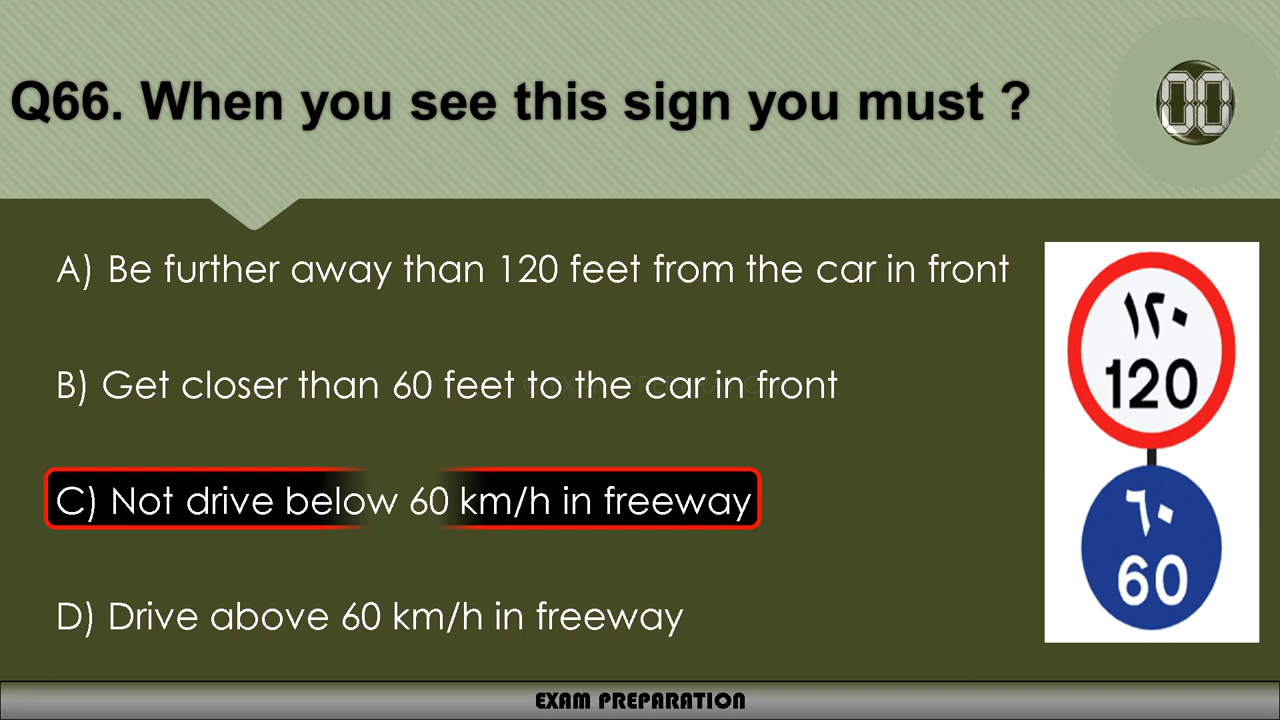 Q66. When you see this sign you must ?
00
A) Be further away than 120 feet from the car in front
B) Get closer than 60 feet to the car in front
C) Not drive below 60 km/h in freeway
D) Drive above 60 km/h in freeway
١٢٠
120
٦٠
60
EXAM PREPARATION